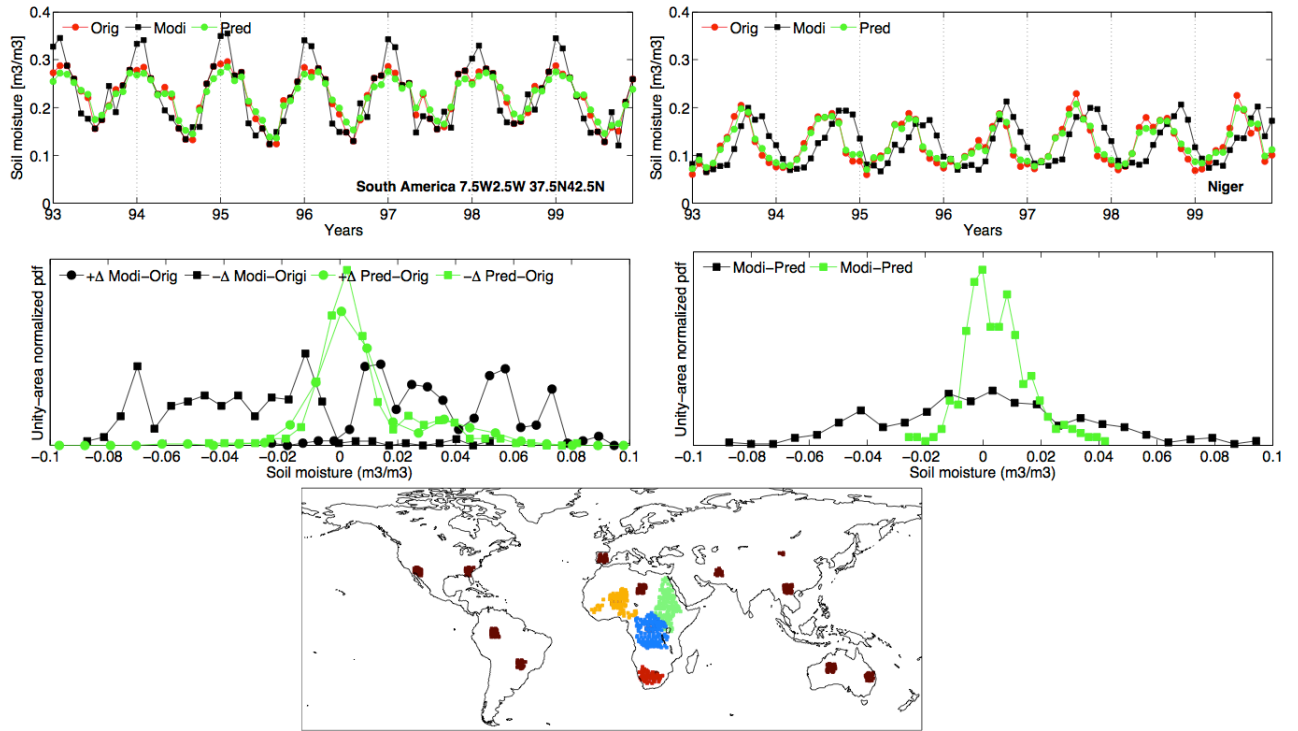 Orig Modi Pred
Orig Modi Pred
0.4
0.3
0.2
0.1
0
Soil moisture [m3/m3]
South America 7.5W2.5W 37.5N42.5N
93 94 95 96 97 98 99
Years
0.4
0.3
0.2
0.1
0
Soil moisture [m3/m3]
Niger
93 94 95 96 97 98 99
Years
+Δ Modi−Orig −Δ Modi−Origi +Δ Pred−Orig −Δ Pred−Orig
Unity−area normalized pdf
−0.1 −0.08 −0.06 −0.04 −0.02 0 0.02 0.04 0.06 0.08 0.1
Soil moisture (m3/m3)
Modi−Pred Modi−Pred
Unity−area normalized pdf
−0.1 −0.08 −0.06 −0.04 −0.02 0 0.02 0.04 0.06 0.08 0.1
Soil moisture (m3/m3)